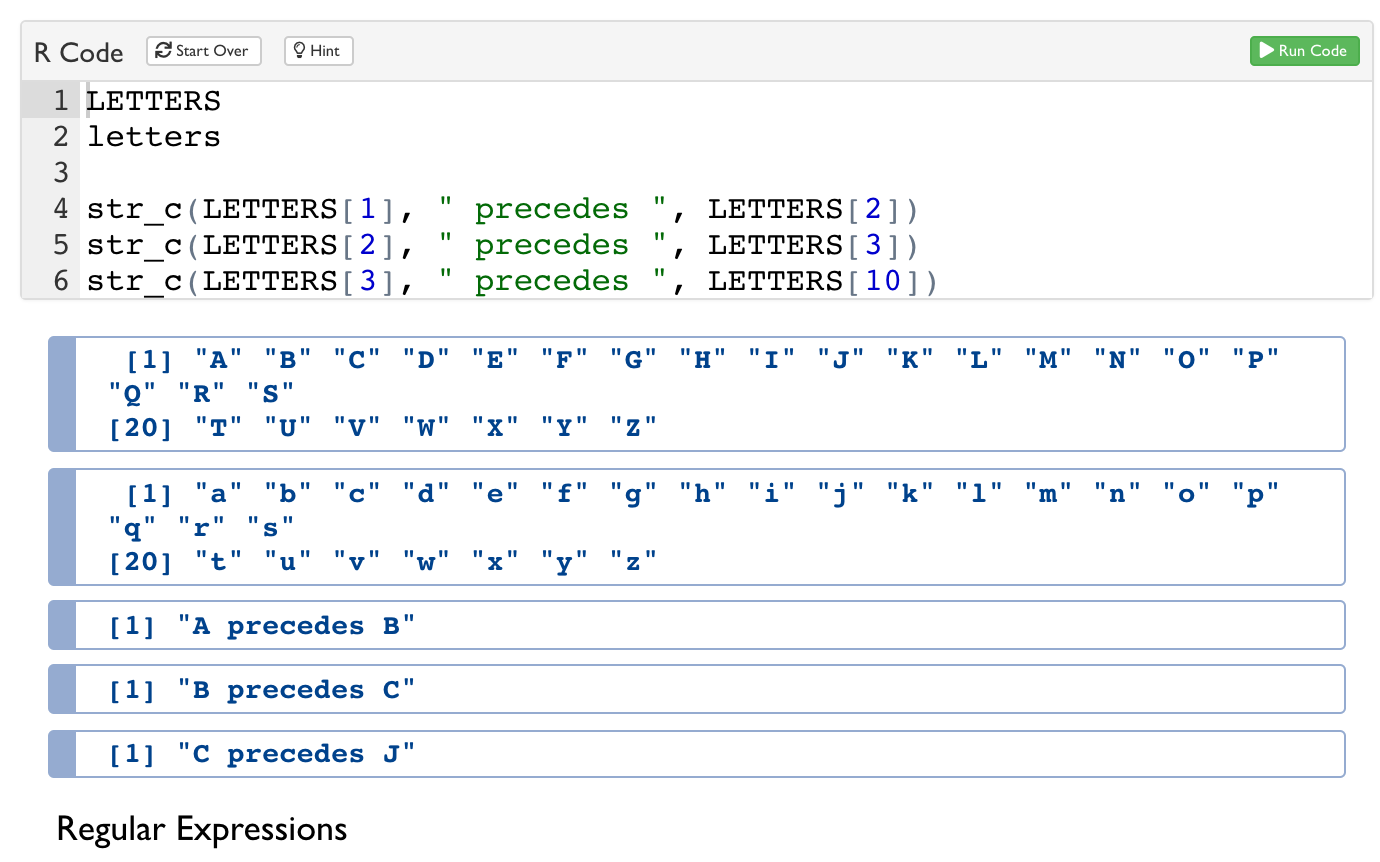 R Code Start Over Hint Run Code
1 LETTERS
2 letters
3
4 str_c(LETTERS[1], " precedes ", LETTERS[2])
5 str_c(LETTERS[2], " precedes ", LETTERS[3])
6 str_c(LETTERS[3], " precedes ", LETTERS[10])
[1] "A" "B" "C" "D" "E" "F" "G" "H" "I" "J" "K" "L" "M" "N" "O" "P"
"Q" "R" "S"
[20] "T" "U" "V" "W" "X" "Y" "Z"
[1] "a" "b" "c" "d" "e" "f" "g" "h" "i" "j" "k" "l" "m" "n" "o" "p"
"q" "r" "s"
[20] "t" "u" "v" "w" "x" "y" "z"
[1] "A precedes B"
[1] "B precedes C"
[1] "C precedes J"
Regular Expressions